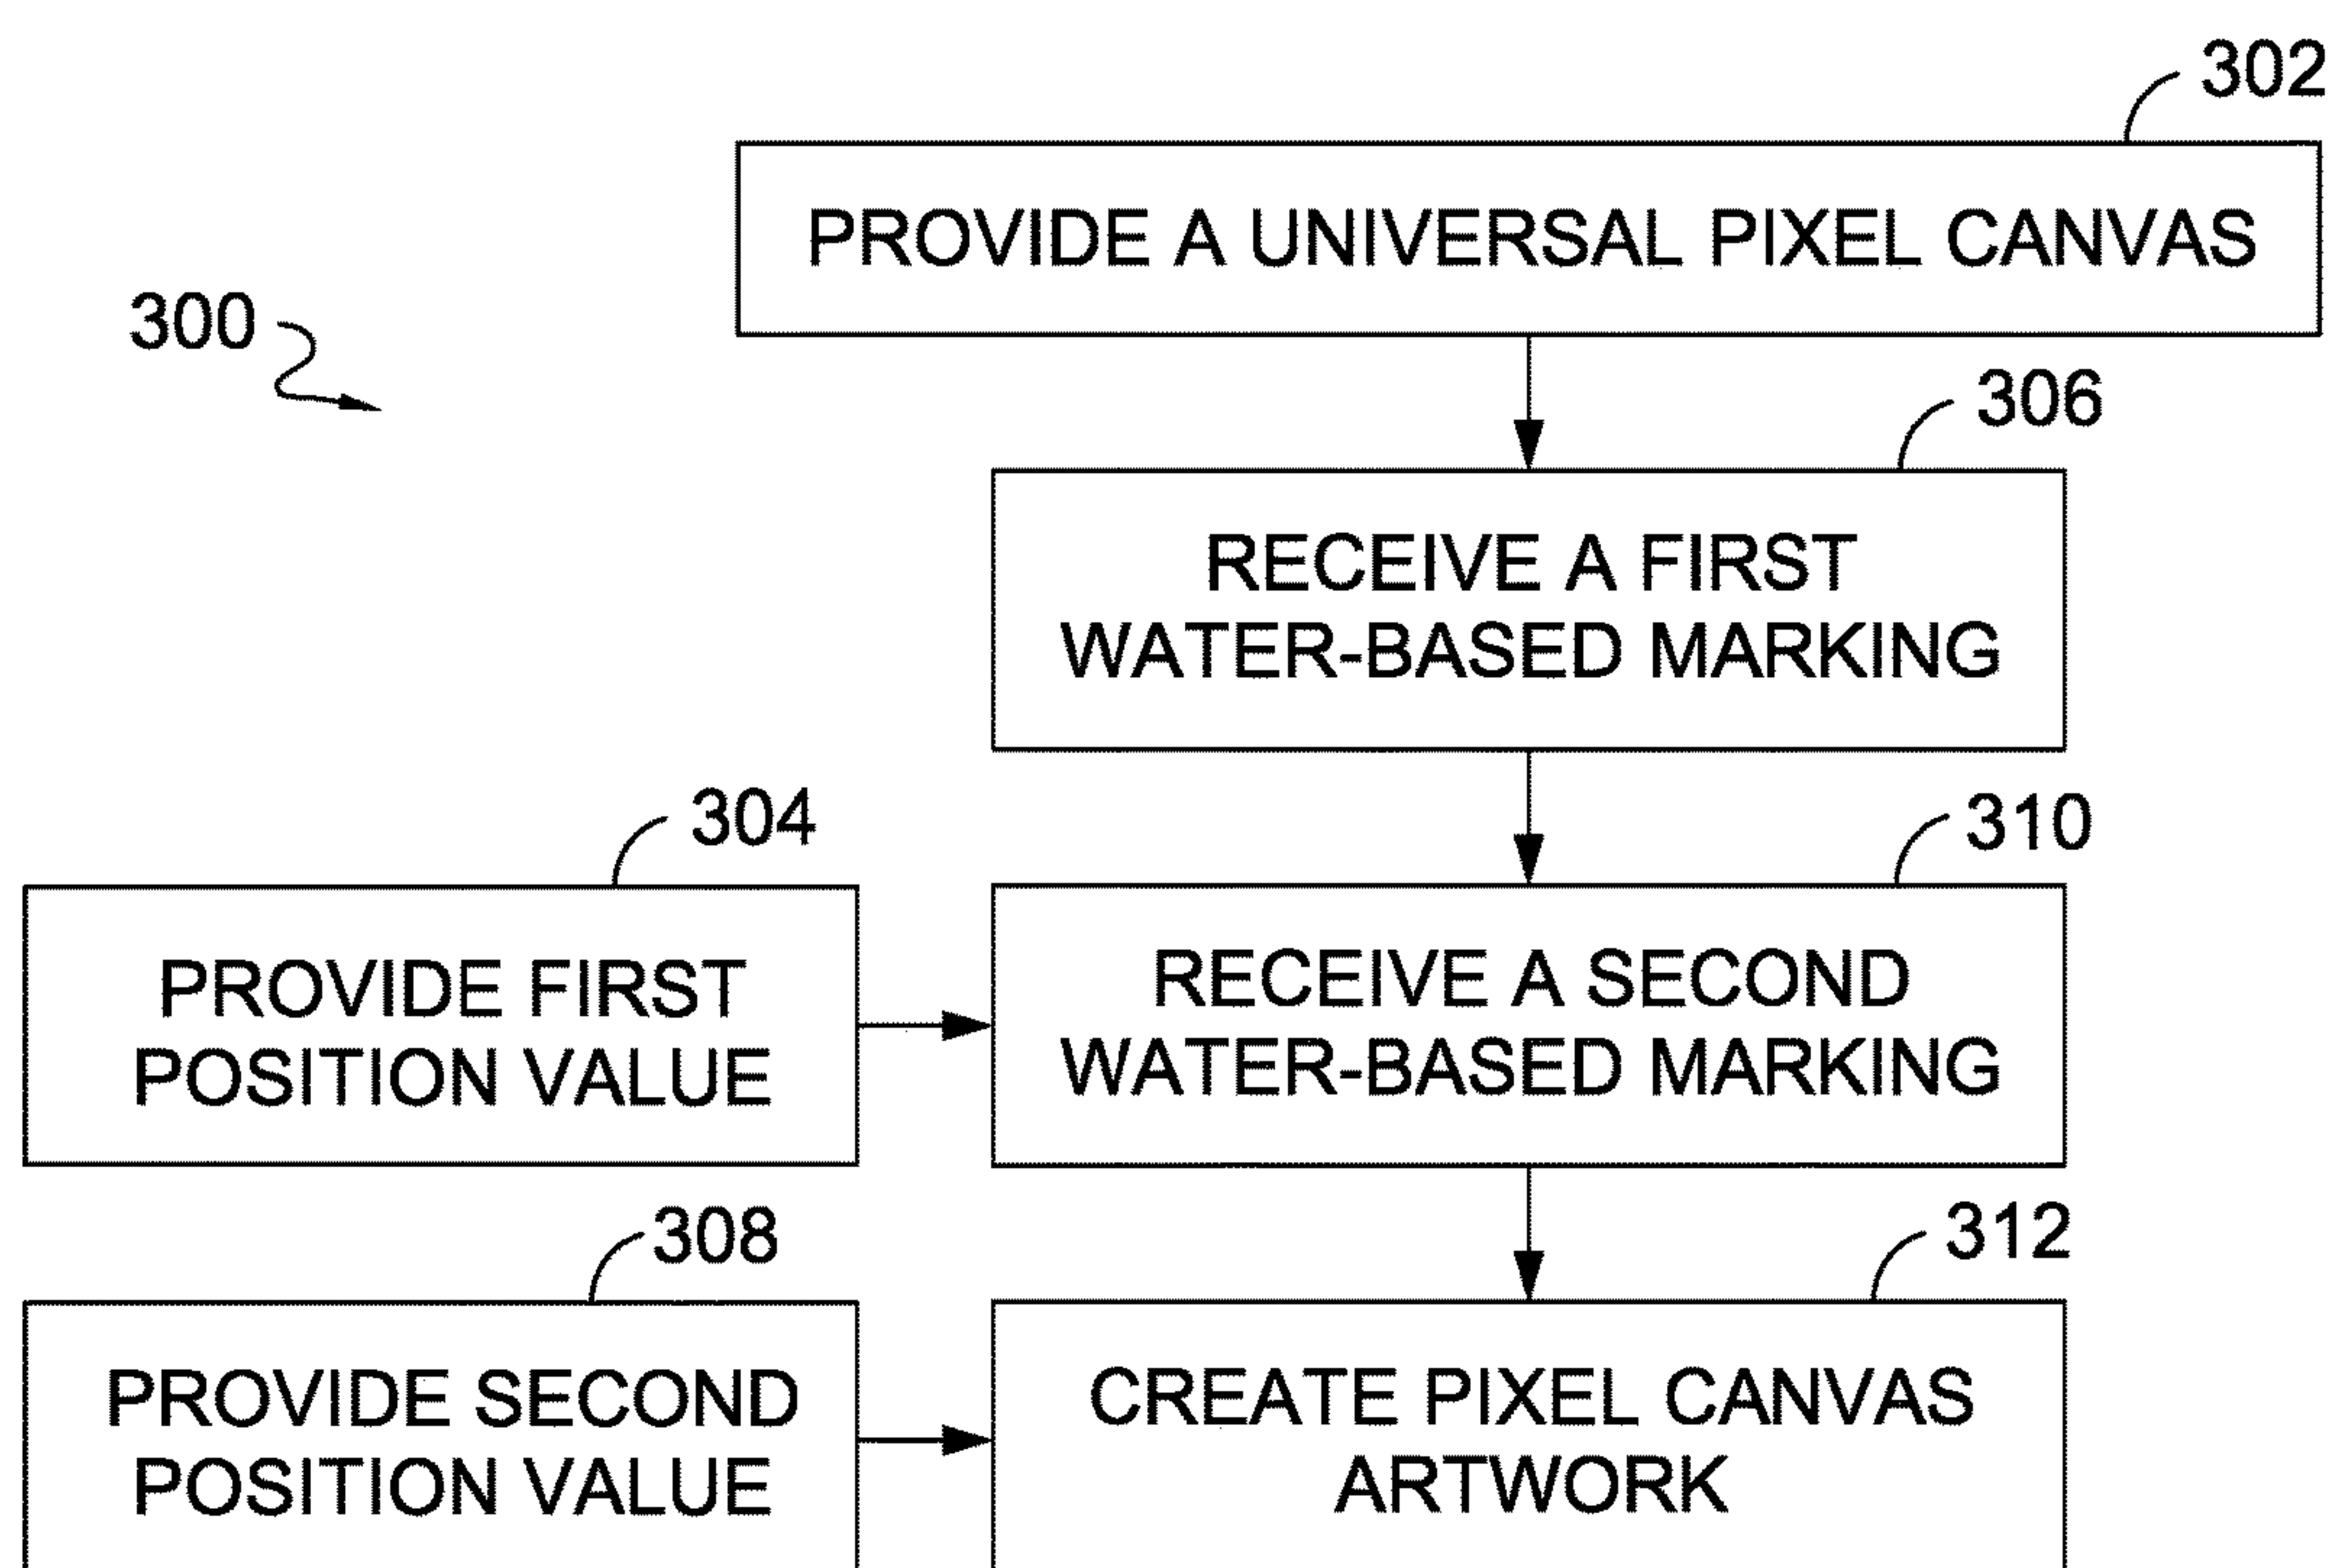 302
PROVIDE A UNIVERSAL PIXEL CANVAS
300
306
RECEIVE A FIRST
WATER-BASED MARKING
304
PROVIDE FIRST
POSITION VALUE
310
RECEIVE A SECOND
WATER-BASED MARKING
308
PROVIDE SECOND
POSITION VALUE
312
CREATE PIXEL CANVAS
ARTWORK